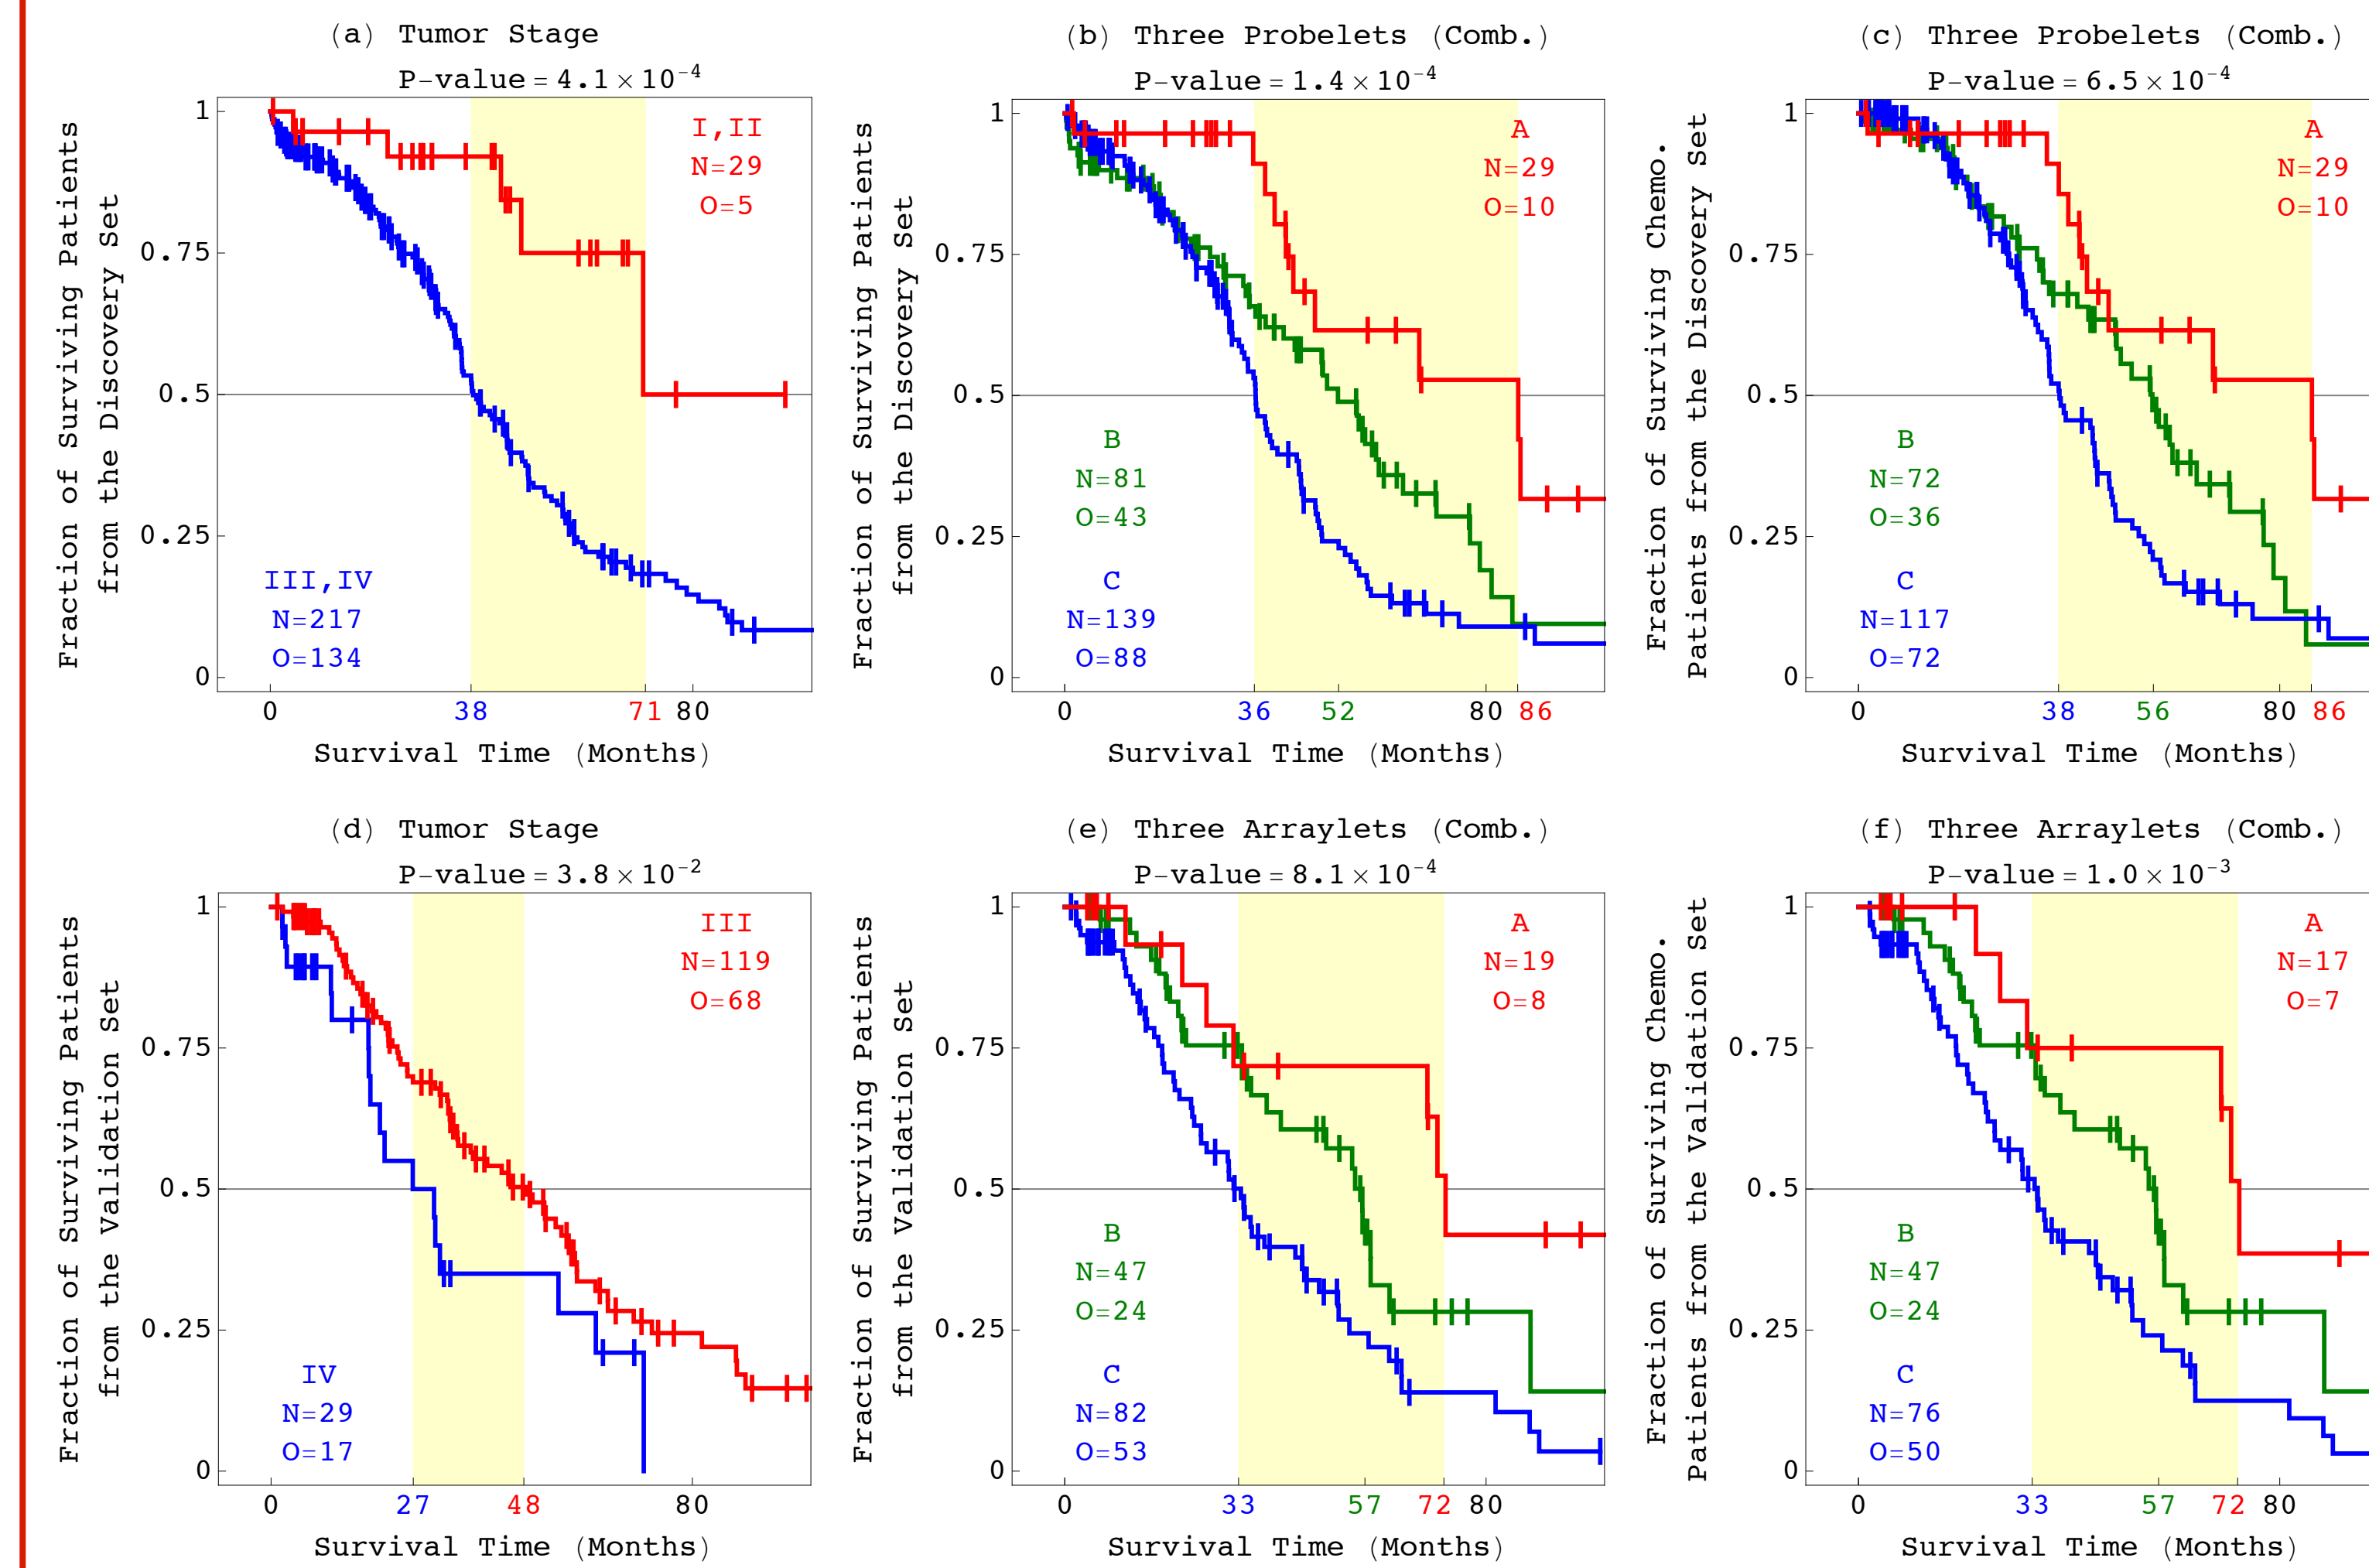 (a) Tumor Stage
P-value = 4.1 × 10⁻⁴
Fraction of Surviving Patients
from the Discovery Set
1
0.75
0.5
0.25
0
I,II
N=29
O=5
III,IV
N=217
O=134
0 38 71 80
Survival Time (Months)
(b) Three Probelets (Comb.)
P-value = 1.4 × 10⁻⁴
Fraction of Surviving Patients
from the Discovery Set
1
0.75
0.5
0.25
0
A
N=29
O=10
B
N=81
O=43
C
N=139
O=88
0 36 52 80 86
Survival Time (Months)
(c) Three Probelets (Comb.)
P-value = 6.5 × 10⁻⁴
Fraction of Surviving Chemo.
Patients from the Discovery Set
1
0.75
0.5
0.25
0
A
N=29
O=10
B
N=72
O=36
C
N=117
O=72
0 38 56 80 86
Survival Time (Months)
(d) Tumor Stage
P-value = 3.8 × 10⁻²
Fraction of Surviving Patients
from the Validation Set
1
0.75
0.5
0.25
0
III
N=119
O=68
IV
N=29
O=17
0 27 48 80
Survival Time (Months)
(e) Three Arraylets (Comb.)
P-value = 8.1 × 10⁻⁴
Fraction of Surviving Patients
from the Validation Set
1
0.75
0.5
0.25
0
A
N=19
O=8
B
N=47
O=24
C
N=82
O=53
0 33 57 72 80
Survival Time (Months)
(f) Three Arraylets (Comb.)
P-value = 1.0 × 10⁻³
Fraction of Surviving Chemo.
Patients from the Validation Set
1
0.75
0.5
0.25
0
A
N=17
O=7
B
N=47
O=24
C
N=76
O=50
0 33 57 72 80
Survival Time (Months)